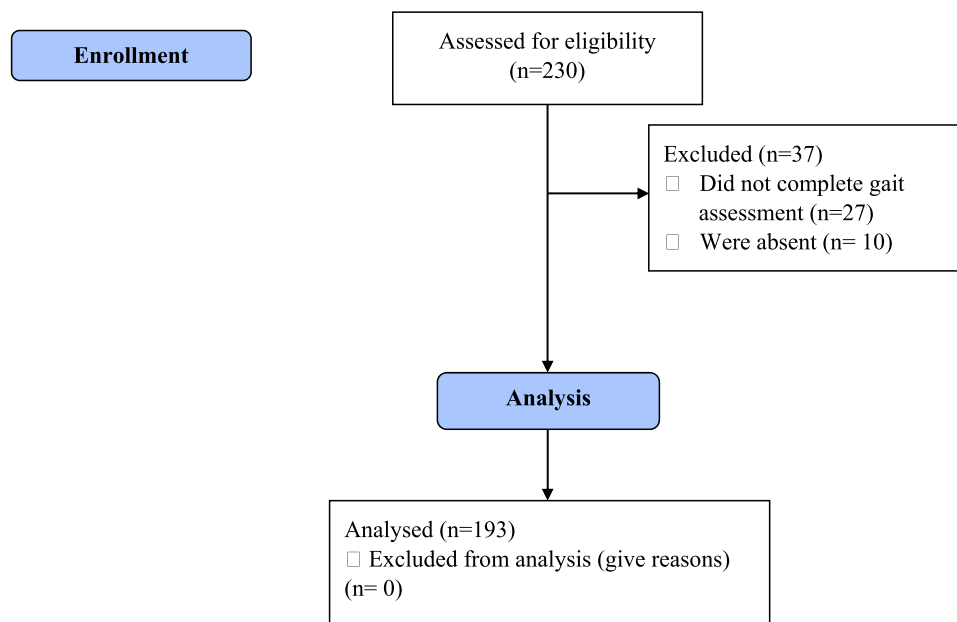 Enrollment
Assessed for eligibility
(n=230)
Excluded (n=37)
Did not complete gait
assessment (n=27)
Were absent (n= 10)
Analysis
Analysed (n=193)
Excluded from analysis (give reasons)
(n= 0)